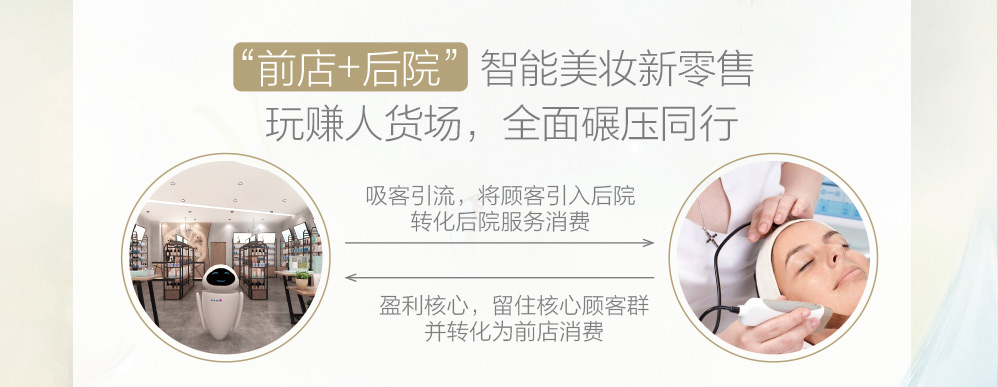 “前店+后院” 智能美妆新零售
玩赚人货场，全面碾压同行
吸客引流，将顾客引入后院
转化后院服务消费
盈利核心，留住核心顾客群
并转化为前店消费